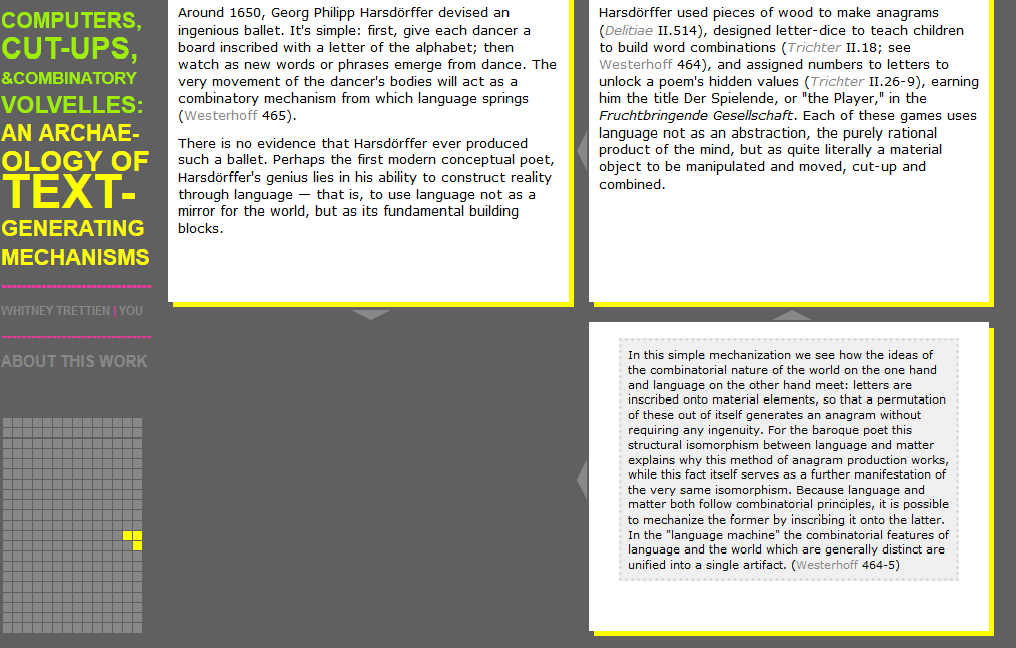 COMPUTERS,
CUT-UPS,
&COMBINATORY
VOLVELLES:
AN ARCHAE-
OLOGY OF
TEXT-
GENERATING
MECHANISMS
WHITNEY TRETTIEN | YOU
ABOUT THIS WORK
Around 1650, Georg Philipp Harsdörffer devised an
ingenious ballet. It's simple: first, give each dancer a
board inscribed with a letter of the alphabet; then
watch as new words or phrases emerge from dance. The
very movement of the dancer's bodies will act as a
combinatory mechanism from which language springs
(Westerhoff 465).
There is no evidence that Harsdörffer ever produced
such a ballet. Perhaps the first modern conceptual poet,
Harsdörffer's genius lies in his ability to construct reality
through language — that is, to use language not as a
mirror for the world, but as its fundamental building
blocks.
Harsdörffer used pieces of wood to make anagrams
(Delitiae II.514), designed letter-dice to teach children
to build word combinations (Trichter II.18; see
Westerhoff 464), and assigned numbers to letters to
unlock a poem's hidden values (Trichter II.26-9), earning
him the title Der Spielende, or "the Player," in the
Fruchtbringende Gesellschaft. Each of these games uses
language not as an abstraction, the purely rational
product of the mind, but as quite literally a material
object to be manipulated and moved, cut-up and
combined.
In this simple mechanization we see how the ideas of
the combinatorial nature of the world on the one hand
and language on the other hand meet: letters are
inscribed onto material elements, so that a permutation
of these out of itself generates an anagram without
requiring any ingenuity. For the baroque poet this
structural isomorphism between language and matter
explains why this method of anagram production works,
while this fact itself serves as a further manifestation of
the very same isomorphism. Because language and
matter both follow combinatorial principles, it is possible
to mechanize the former by inscribing it onto the latter.
In the "language machine" the combinatorial features of
language and the world which are generally distinct are
unified into a single artifact. (Westerhoff 464-5)